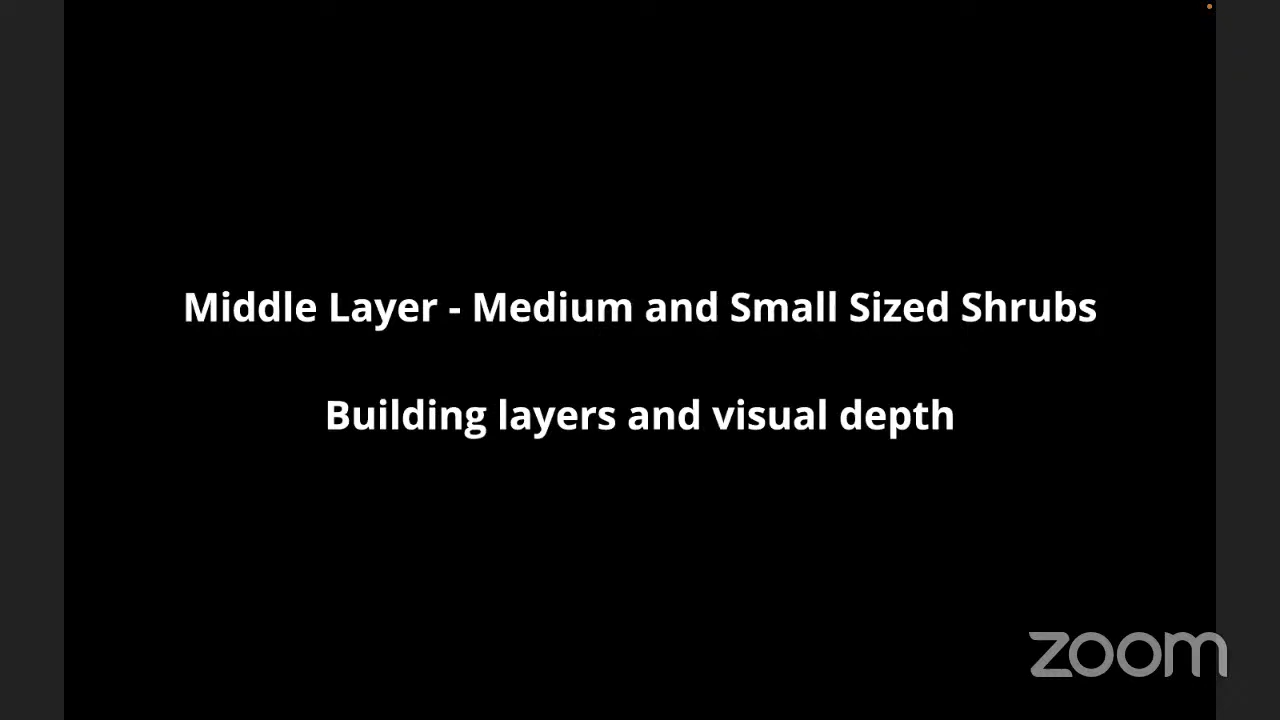 Middle Layer - Medium and Small Sized Shrubs
Building layers and visual depth
zoom